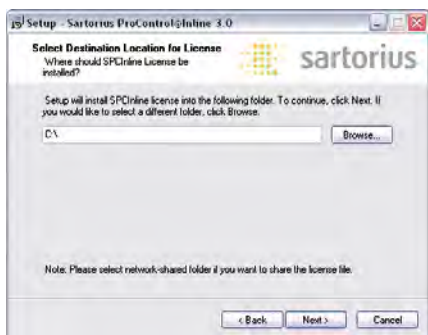 Setup - Sartorius ProControl@Inline 3.0
Select Destination Location for License
Where should SPCInline License be
installed?
sartorius
Setup will install SPCInline license into the following folder. To continue, click Next. If
you would like to select a different folder, click Browse.
C:\
Browse...
Note: Please select network-shared folder if you want to share the license file.
< Back
Next >
Cancel